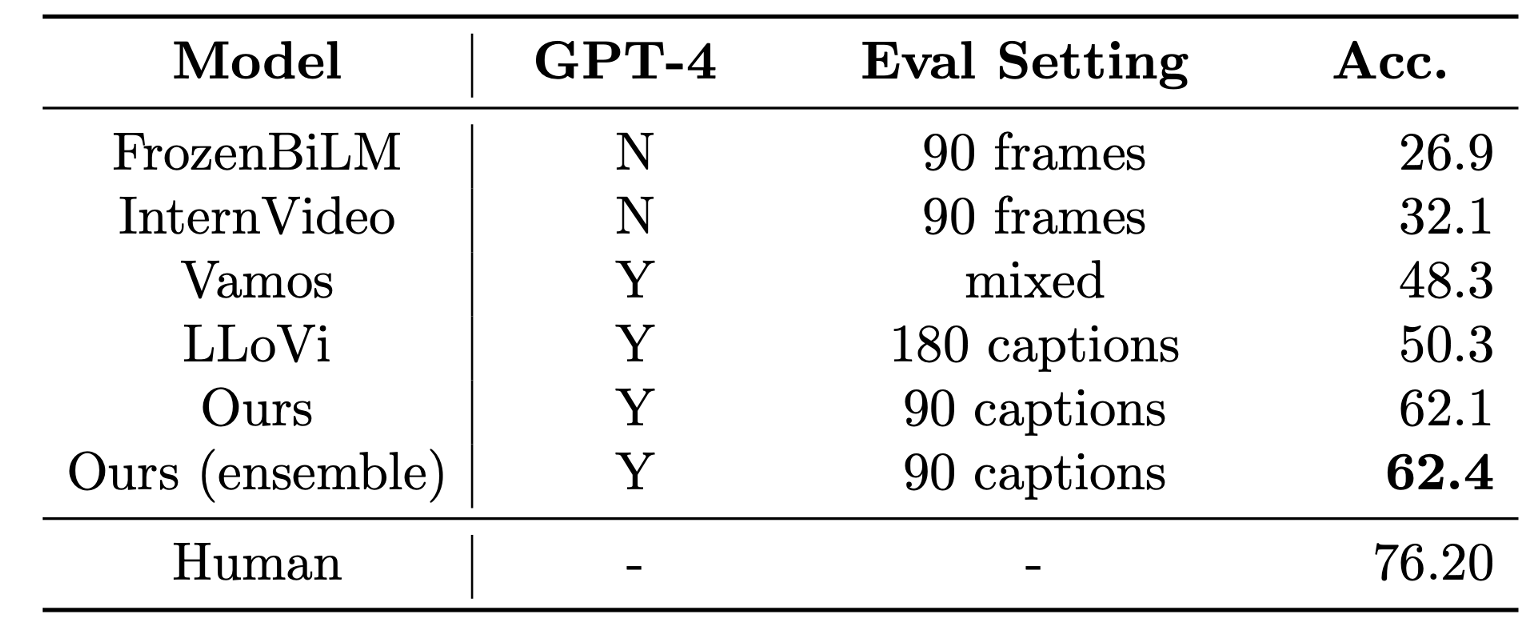 Model GPT-4 Eval Setting Acc.
FrozenBiLM N 90 frames 26.9
InternVideo N 90 frames 32.1
Vamos Y mixed 48.3
LLoVi Y 180 captions 50.3
Ours Y 90 captions 62.1
Ours (ensemble) Y 90 captions 62.4
Human - - 76.20